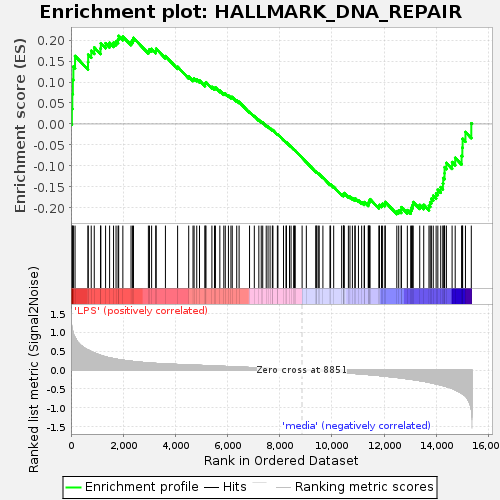 Enrichment plot: HALLMARK_DNA_REPAIR
Enrichment score (ES)
0.20
0.15
0.10
0.05
0.00
-0.05
-0.10
-0.15
-0.20
'LPS' (positively correlated)
Ranked list metric (Signal2Noise)
1.5
1.0
0.5
0.0
-0.5
-1.0
-1.5
Zero cross at 8851
'media' (negatively correlated)
0 2,000 4,000 6,000 8,000 10,000 12,000 14,000 16,000
Rank in Ordered Dataset
Enrichment profile Hits Ranking metric scores